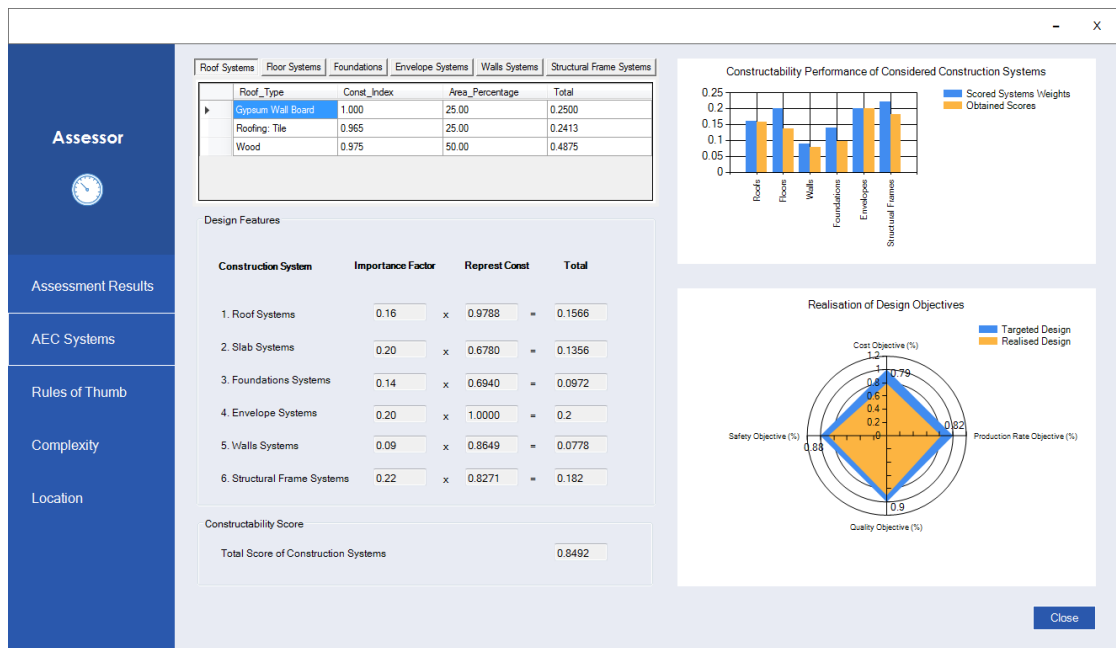 - X
Assessor
Assessment Results
AEC Systems
Rules of Thumb
Complexity
Location
Roof Systems Floor Systems Foundations Envelope Systems Walls Systems Structural Frame Systems
Roof_Type Const_Index Area_Percentage Total
Gypsum Wall Board 1.000 25.00 0.2500
Roofing: Tile 0.965 25.00 0.2413
Wood 0.975 50.00 0.4875
Design Features
Construction System Importance Factor Represt Const Total
1. Roof Systems 0.16 x 0.9788 = 0.1566
2. Slab Systems 0.20 x 0.6780 = 0.1356
3. Foundations Systems 0.14 x 0.6940 = 0.0972
4. Envelope Systems 0.20 x 1.0000 = 0.2
5. Walls Systems 0.09 x 0.8649 = 0.0778
6. Structural Frame Systems 0.22 x 0.8271 = 0.182
Constructability Score
Total Score of Construction Systems 0.8492
Constructability Performance of Considered Construction Systems
Scored Systems Weights
Obtained Scores
0.25
0.2
0.15
0.1
0.05
0
Roofs
Floors
Walls
Foundations
Envelopes
Structural Frames
Realisation of Design Objectives
Targeted Design
Realised Design
Cost Objective (%)
1.2
1
0.79
0.8
0.6
0.4
0.2
0
0.82
Safety Objective (%)
Production Rate Objective (%)
0.88
0.9
Quality Objective (%)
Close